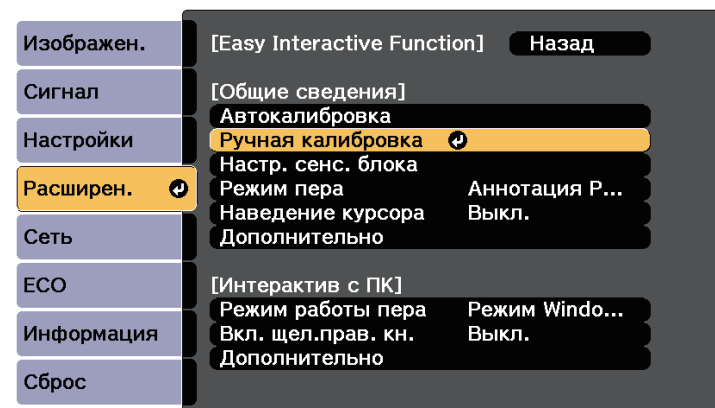 Изображен.
Сигнал
Настройки
Расширен.
Сеть
ECO
Информация
Сброс
[Easy Interactive Function] Назад
[Общие сведения]
Автокалибровка
Ручная калибровка
Настр. сенс. блока
Режим пера Аннотация P...
Наведение курсора Выкл.
Дополнительно
[Интерактив с ПК]
Режим работы пера Режим Windo...
Вкл. щел.прав. кн. Выкл.
Дополнительно